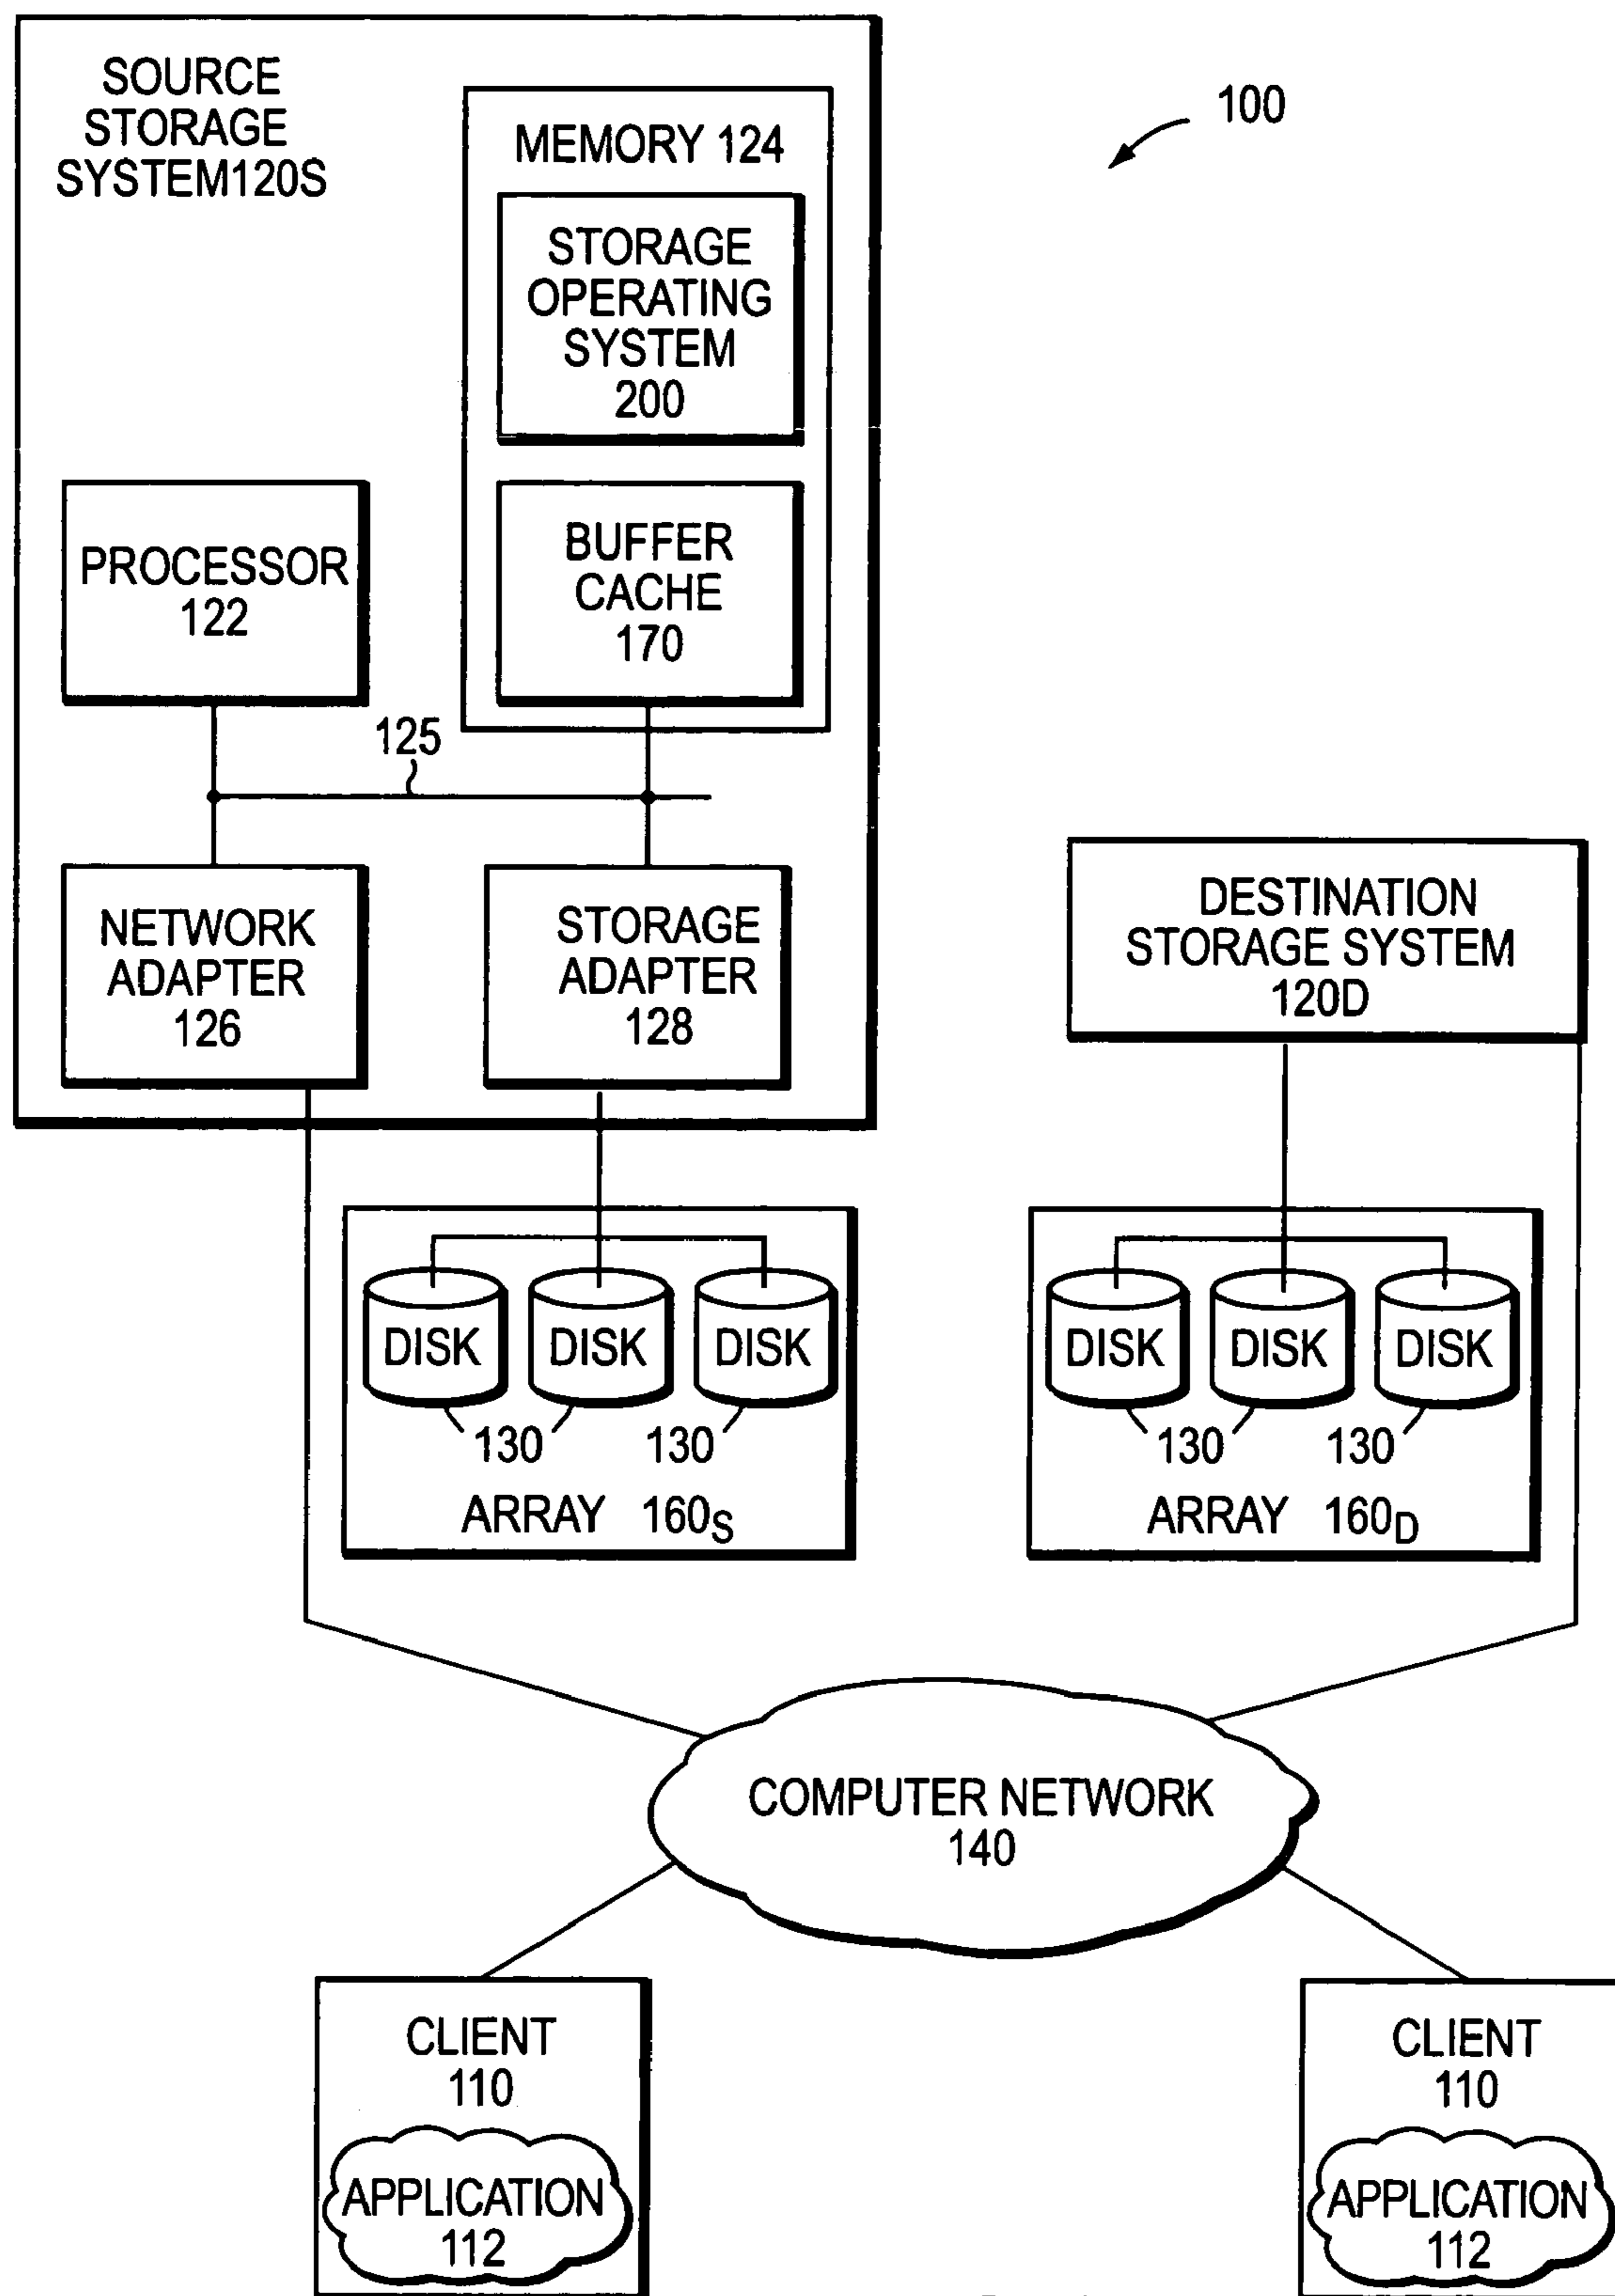 SOURCE
STORAGE
SYSTEM120S
MEMORY 124
STORAGE
OPERATING
SYSTEM
200
BUFFER
CACHE
170
PROCESSOR
122
125
NETWORK
ADAPTER
126
STORAGE
ADAPTER
128
100
DESTINATION
STORAGE SYSTEM
120D
DISK DISK DISK
130 130
ARRAY 160S
DISK DISK DISK
130 130
ARRAY 160D
COMPUTER NETWORK
140
CLIENT
110
APPLICATION
112
CLIENT
110
APPLICATION
112